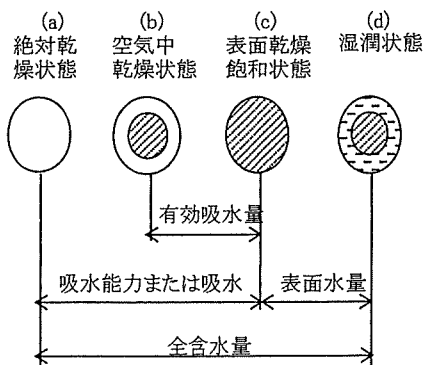 (a)
絶対乾
燥状態
(b)
空気中
乾燥状態
(c)
表面乾燥
飽和状態
(d)
湿潤状態
有効吸水量
吸水能力または吸水
表面水量
全含水量